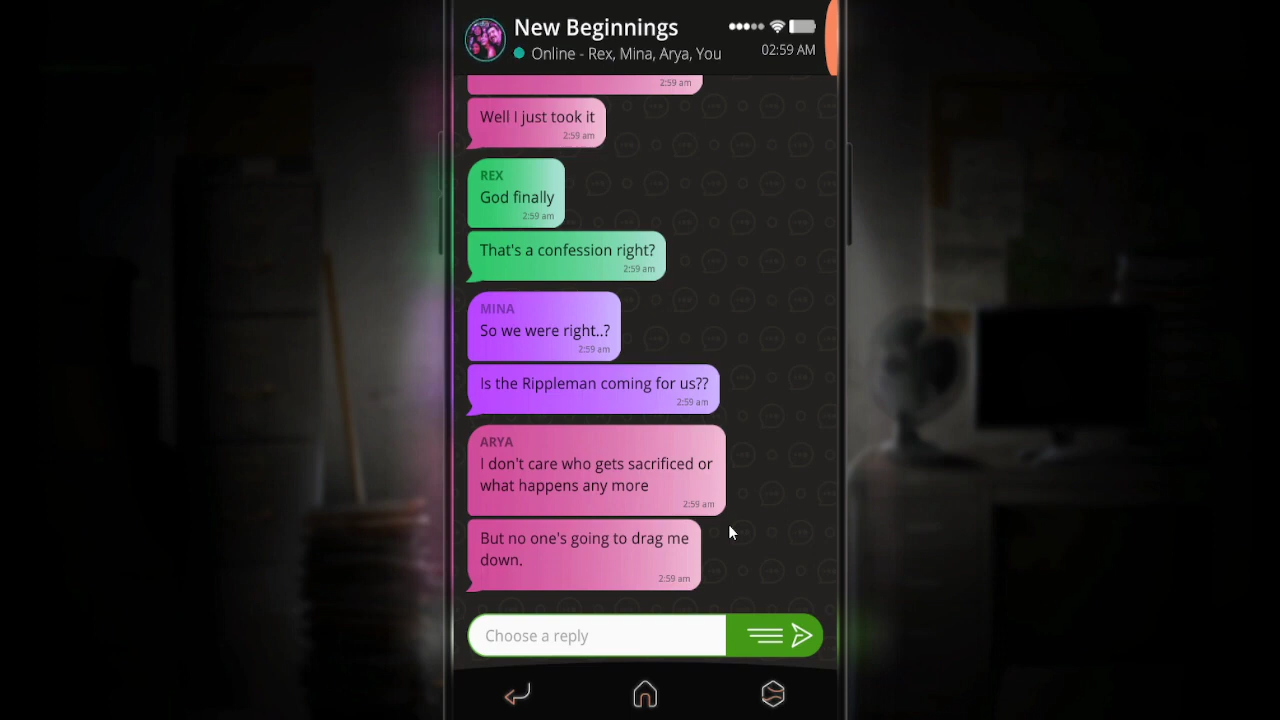 New Beginnings
Online - Rex, Mina, Arya, You
02:59 AM
2:59 am
Well I just took it
2:59 am
REX
God finally
2:59 am
That's a confession right?
2:59 am
MINA
So we were right..?
2:59 am
Is the Rippleman coming for us??
2:59 am
ARYA
I don't care who gets sacrificed or
what happens any more
2:59 am
But no one's going to drag me
down.
2:59 am
Choose a reply